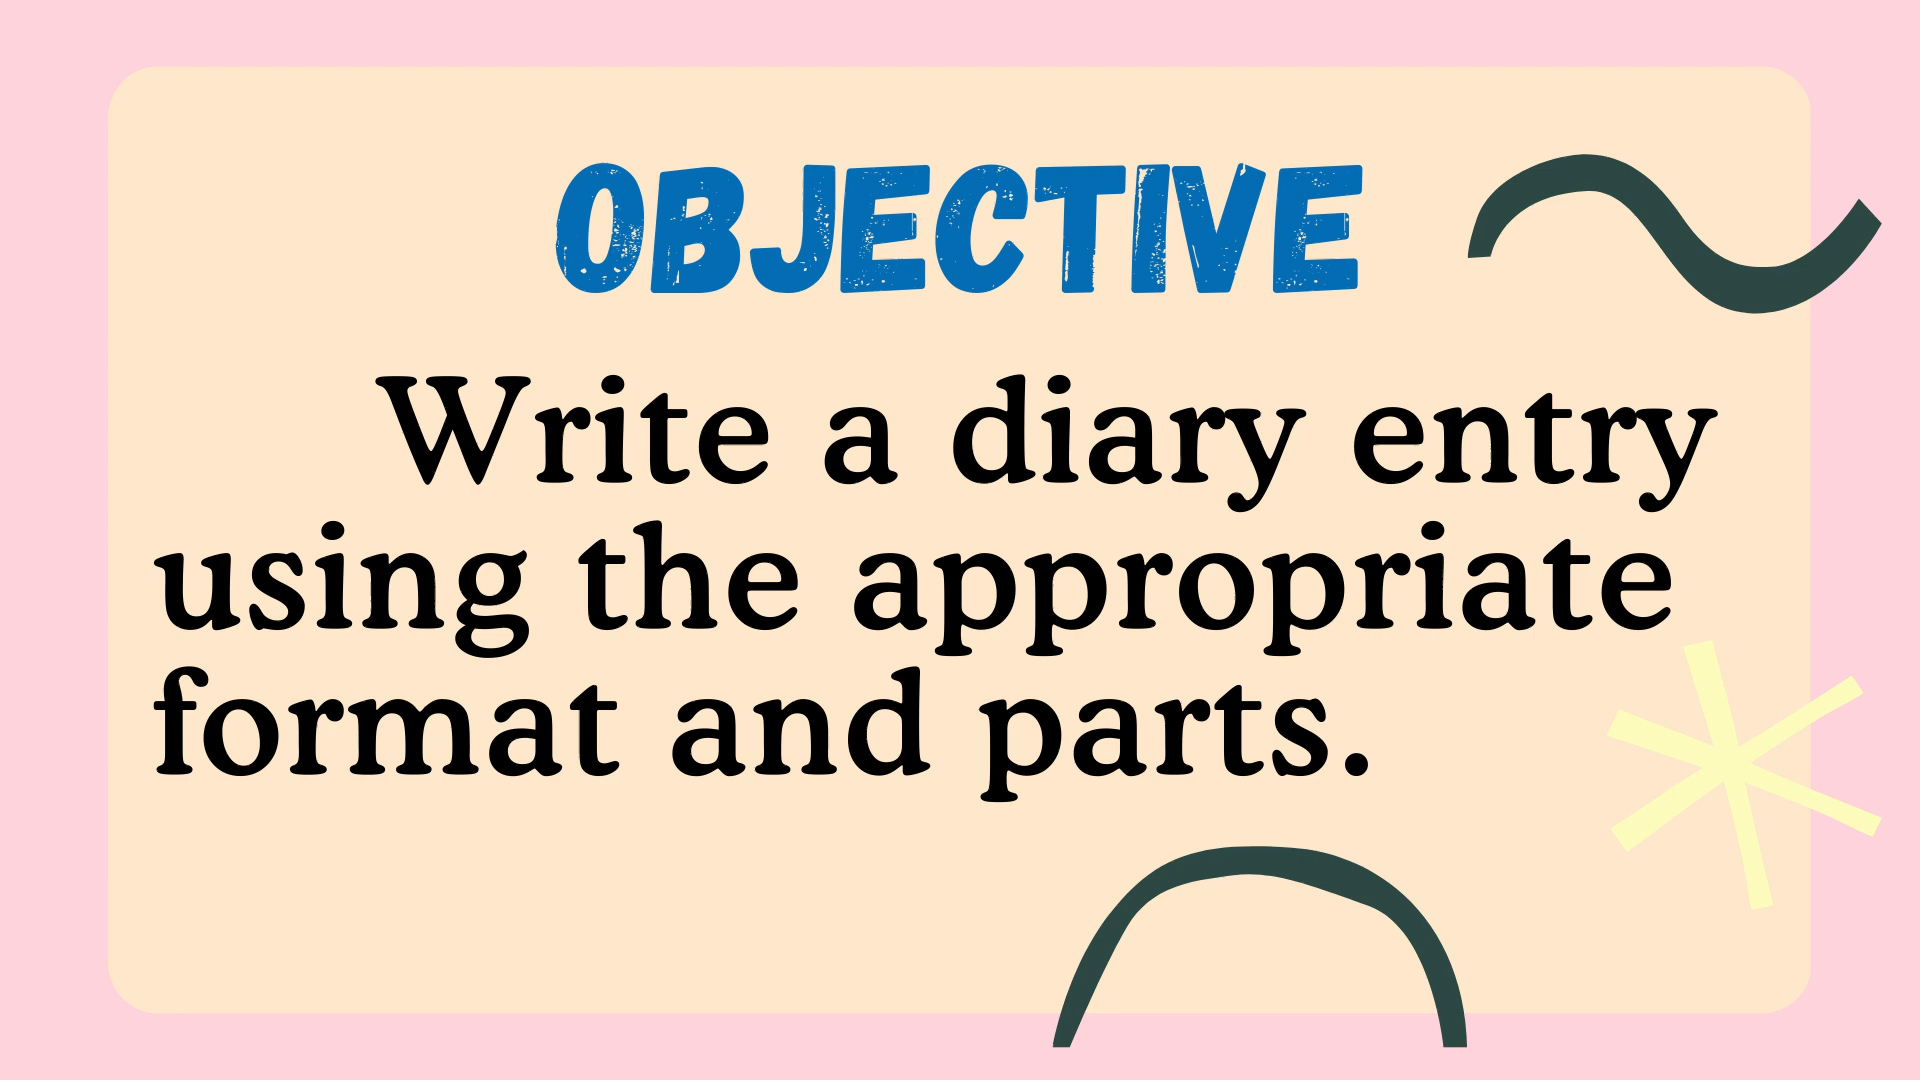 OBJECTIVE
Write a diary entry
using the appropriate
format and parts.